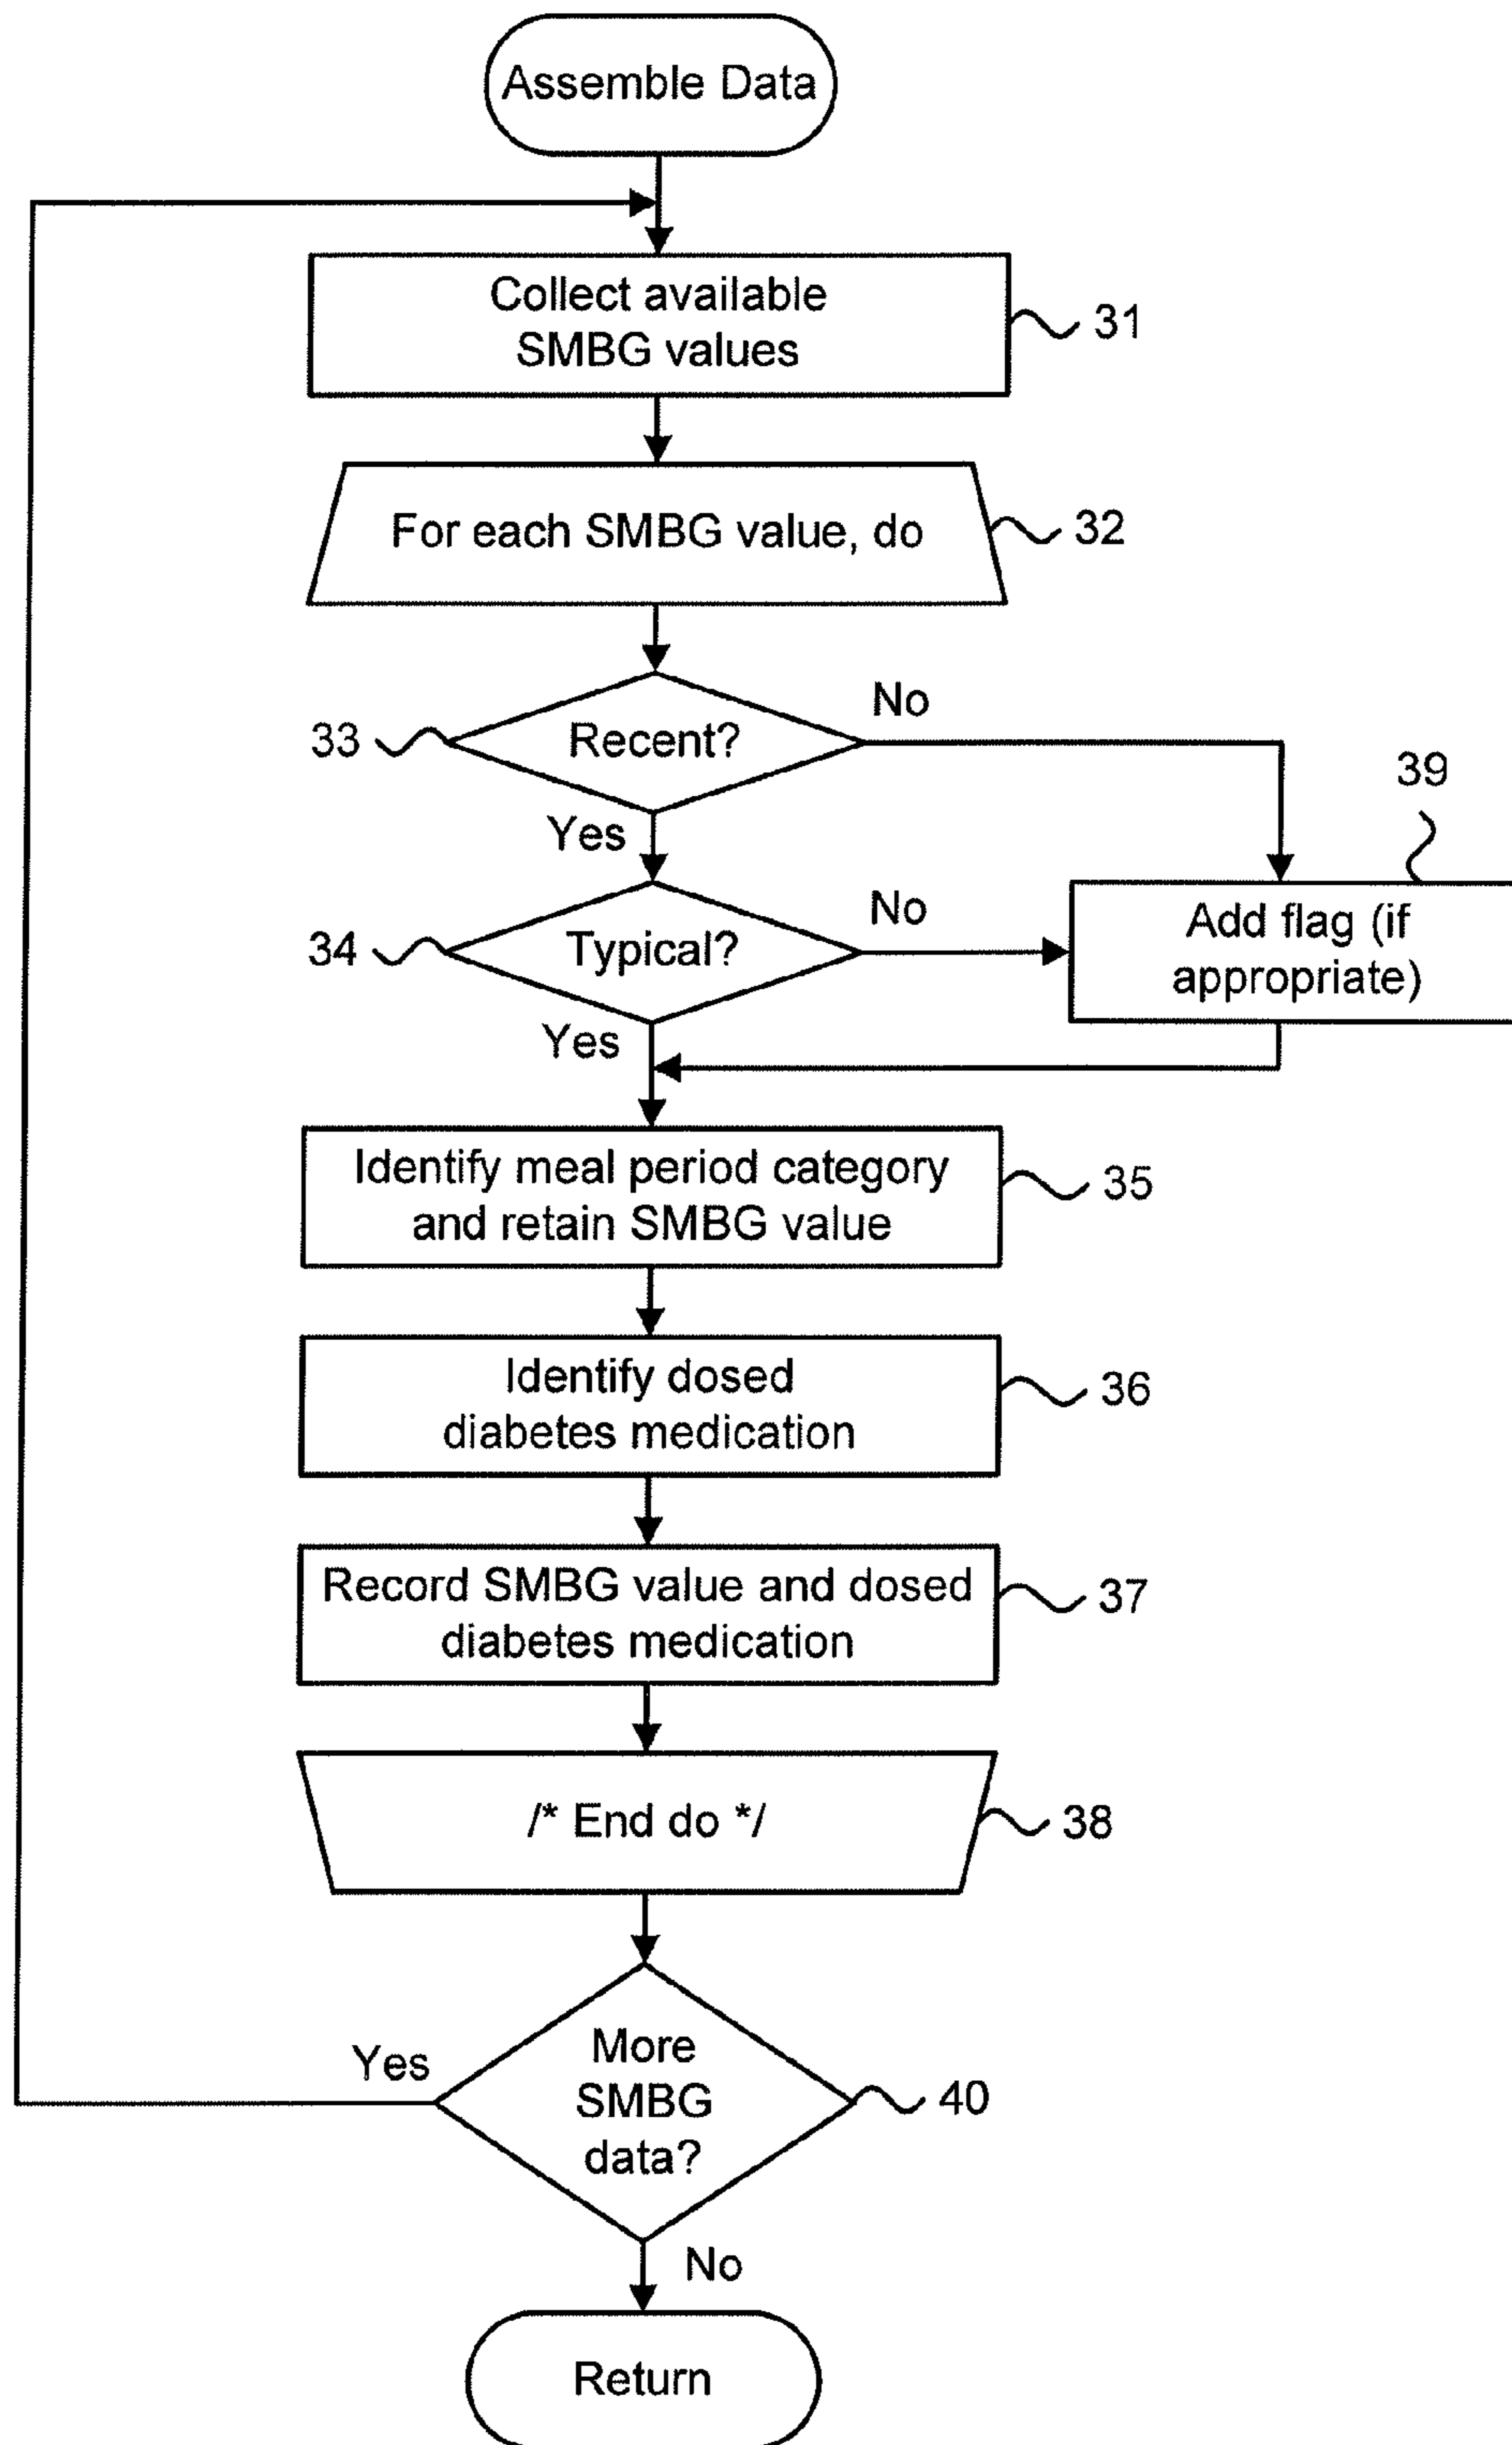 Assemble Data
Collect available
SMBG values
31
For each SMBG value, do
32
No
33
Recent?
39
Yes
No
Add flag (if
appropriate)
34
Typical?
Yes
Identify meal period category
and retain SMBG value
35
Identify dosed
diabetes medication
36
Record SMBG value and dosed
diabetes medication
37
/* End do */
38
Yes
More
SMBG
data?
40
No
Return